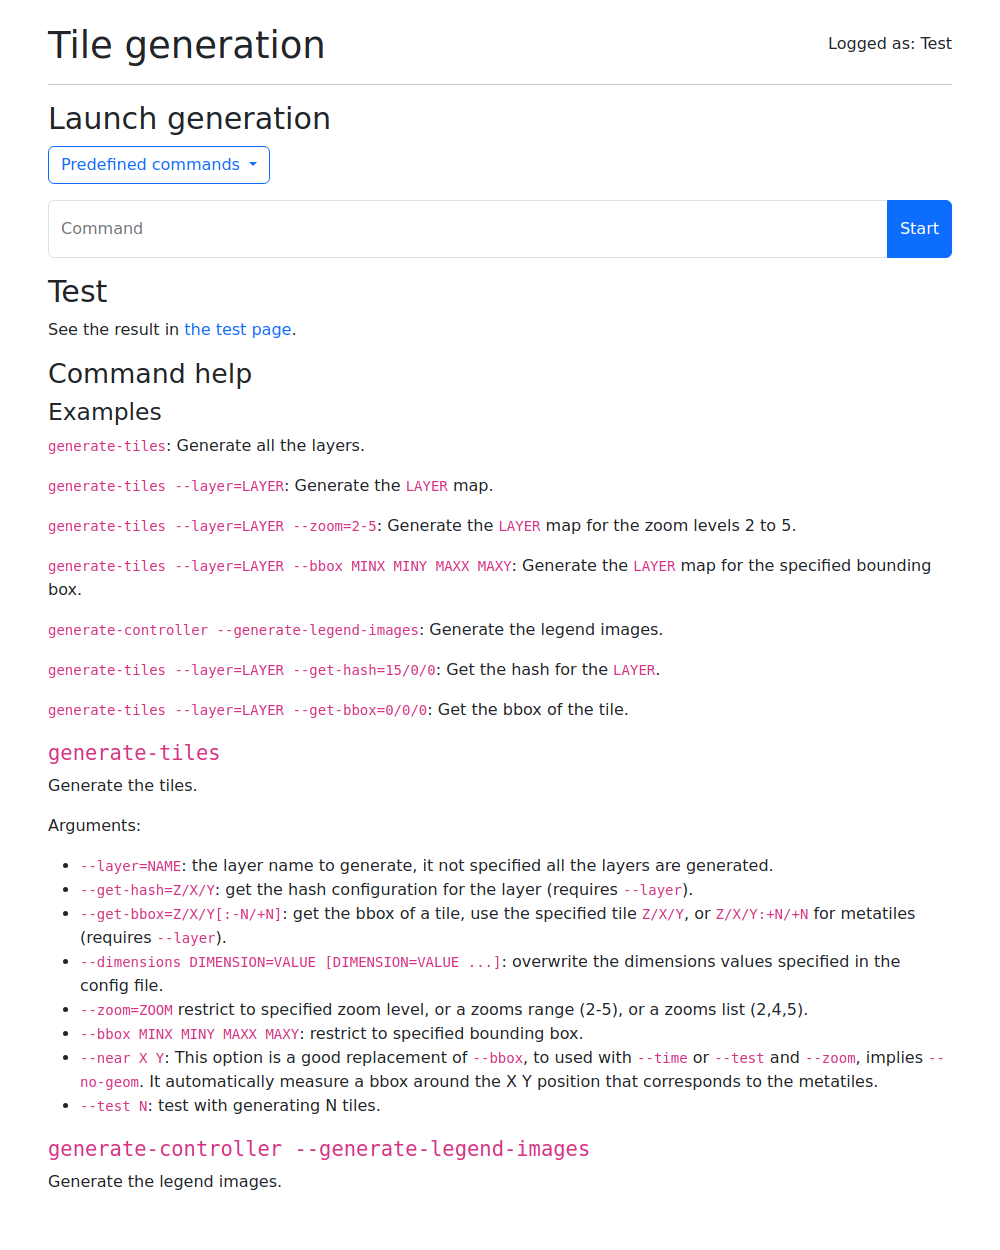 Tile generation
Logged as: Test
Launch generation
Predefined commands
Command
Start
Test
See the result in the test page.
Command help
Examples
generate-tiles: Generate all the layers.
generate-tiles --layer=LAYER: Generate the LAYER map.
generate-tiles --layer=LAYER --zoom=2-5: Generate the LAYER map for the zoom levels 2 to 5.
generate-tiles --layer=LAYER --bbox MINX MINY MAXX MAXY: Generate the LAYER map for the specified bounding
box.
generate-controller --generate-legend-images: Generate the legend images.
generate-tiles --layer=LAYER --get-hash=15/0/0: Get the hash for the LAYER.
generate-tiles --layer=LAYER --get-bbox=0/0/0: Get the bbox of the tile.
generate-tiles
Generate the tiles.
Arguments:
--layer=NAME: the layer name to generate, it not specified all the layers are generated.
--get-hash=Z/X/Y: get the hash configuration for the layer (requires --layer).
--get-bbox=Z/X/Y[:-N/+N]: get the bbox of a tile, use the specified tile Z/X/Y, or Z/X/Y:+N/+N for metatiles
(requires --layer).
--dimensions DIMENSION=VALUE [DIMENSION=VALUE ...]: overwrite the dimensions values specified in the
config file.
--zoom=ZOOM restrict to specified zoom level, or a zooms range (2-5), or a zooms list (2,4,5).
--bbox MINX MINY MAXX MAXY: restrict to specified bounding box.
--near X Y: This option is a good replacement of --bbox, to used with --time or --test and --zoom, implies --
no-geom. It automatically measure a bbox around the X Y position that corresponds to the metatiles.
--test N: test with generating N tiles.
generate-controller --generate-legend-images
Generate the legend images.